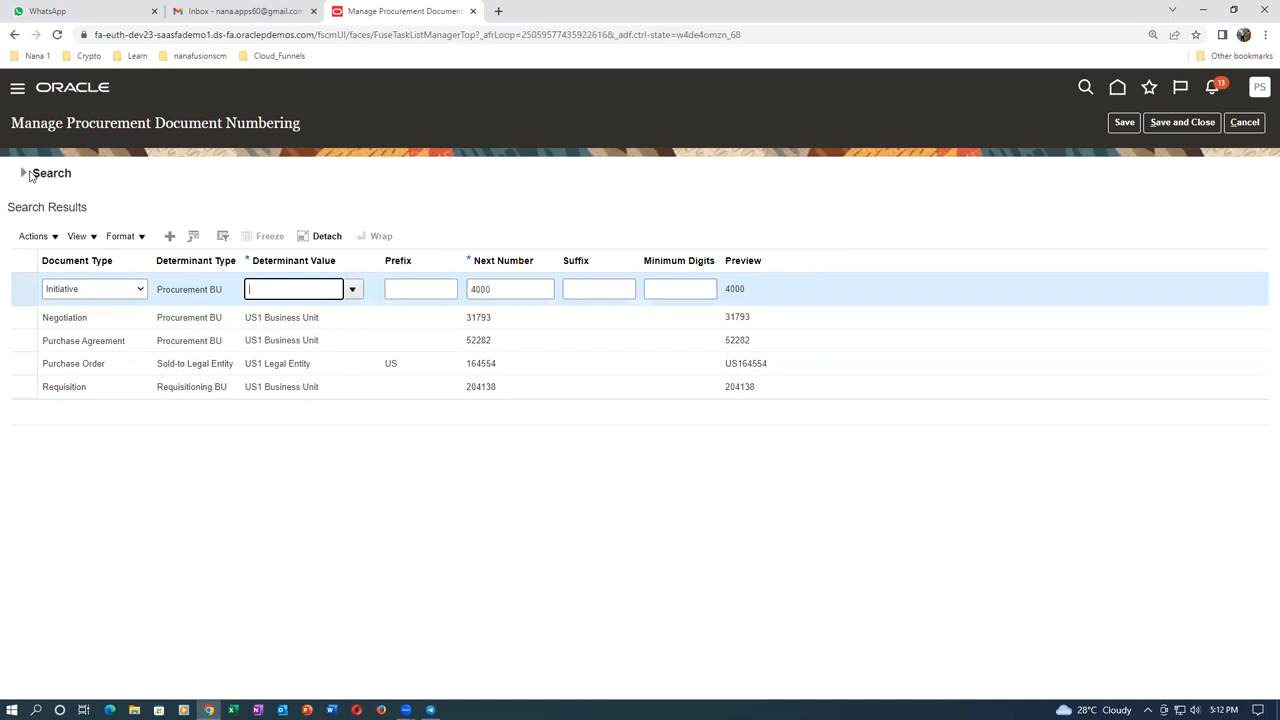 WhatsApp
Inbox - nana.apps60@gmail.com
Manage Procurement Document
fa-euth-dev23-saasfademo1.ds-fa.oraclepdemos.com/fscmUI/faces/FuseTaskListManagerTop?_afrLoop=25059577435922616&_adf.ctrl-state=w4de4omzn_68
Nana 1 Crypto Learn nanafusionscm Cloud_Funnels Other bookmarks
ORACLE 13 PS
Manage Procurement Document Numbering Save Save and Close Cancel
Search
Search Results
Actions View Format Freeze Detach Wrap
Document Type Determinant Type * Determinant Value Prefix * Next Number Suffix Minimum Digits Preview
Initiative Procurement BU 4000 4000
Negotiation Procurement BU US1 Business Unit 31793 31793
Purchase Agreement Procurement BU US1 Business Unit 52282 52282
Purchase Order Sold-to Legal Entity US1 Legal Entity US 164554 US164554
Requisition Requisitioning BU US1 Business Unit 204138 204138
28°C Cloudy 5:12 PM